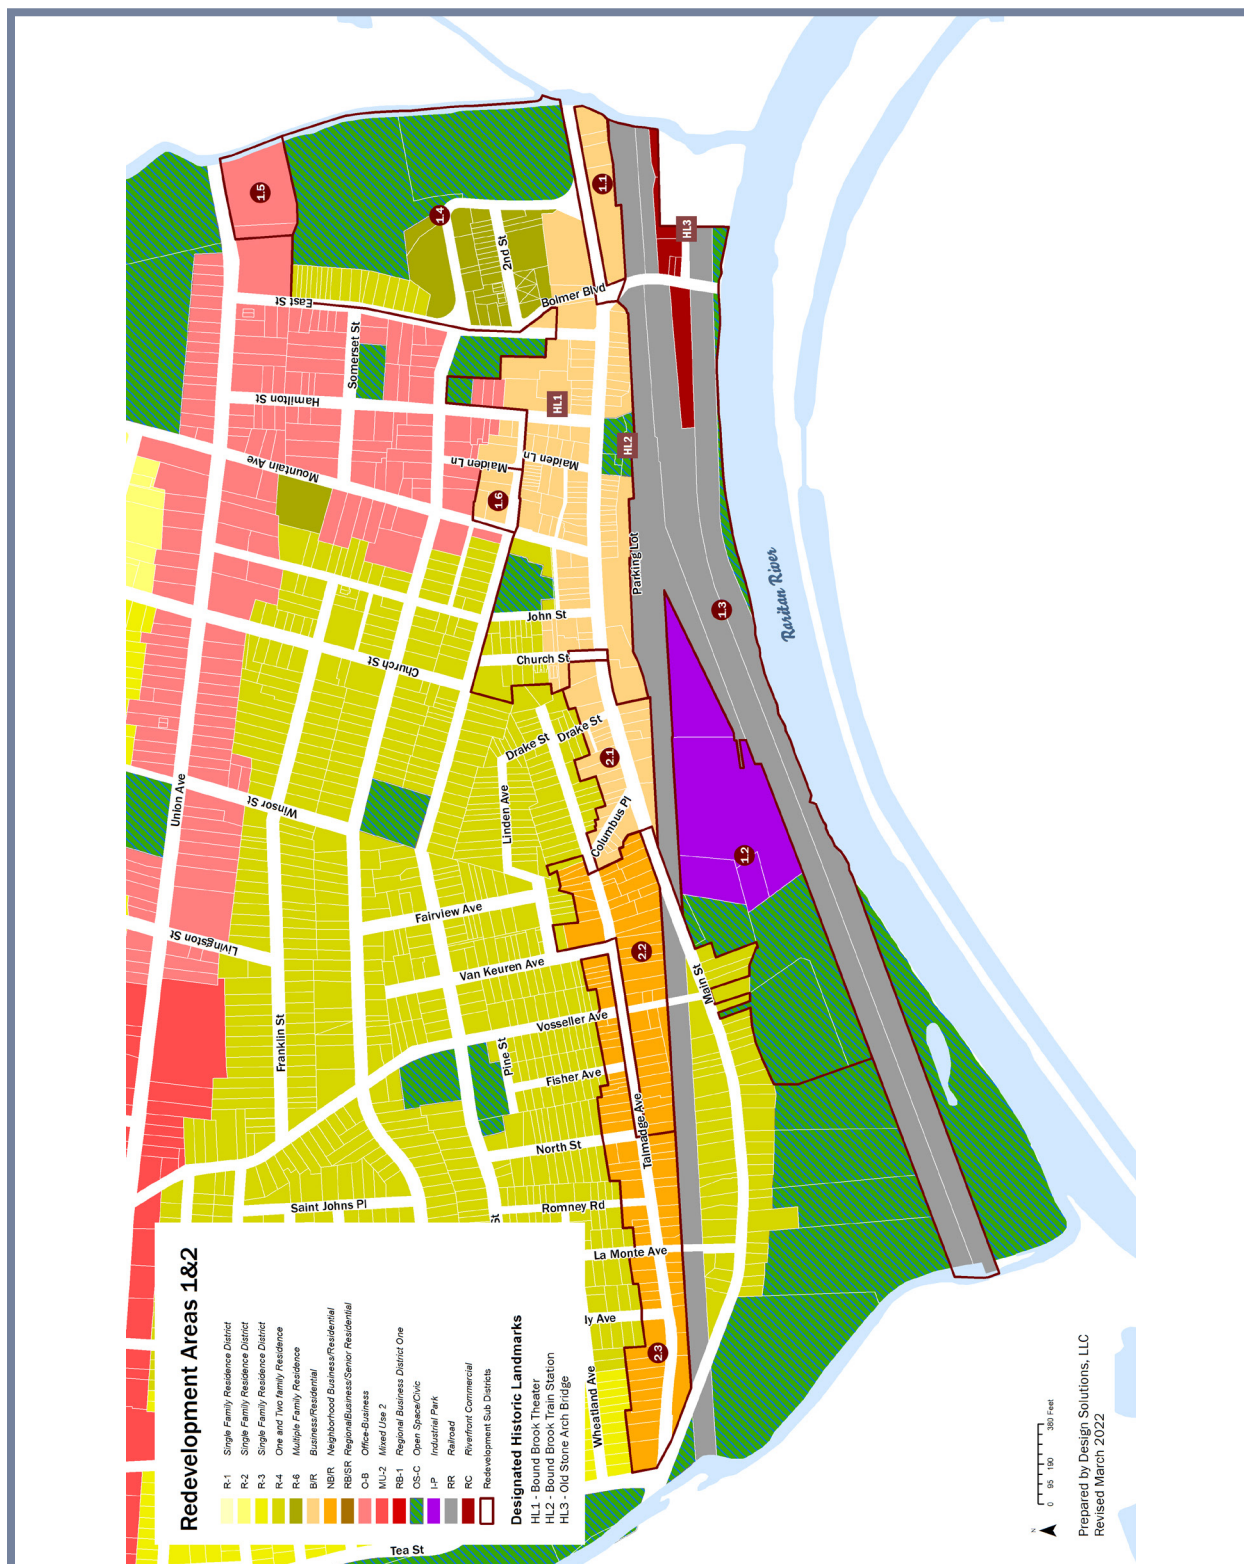 Redevelopment Areas 1&2
R-1 Single Family Residence District
R-2 Single Family Residence District
R-3 Single Family Residence District
R-4 One and Two family Residence
R-6 Multiple Family Residence
B/R Business/Residential
NB/R Neighborhood Business/Residential
RB/SR RegionalBusiness/Senior Residential
O-B Office-Business
MU-2 Mixed Use 2
RB-1 Regional Business District One
OS-C Open Space/Civic
I-P Industrial Park
RR Railroad
RC Riverfront Commercial
Redevelopment Sub Districts
Designated Historic Landmarks
HL1 - Bound Brook Theater
HL2 - Bound Brook Train Station
HL3 - Old Stone Arch Bridge
Tea St
Wheatland Ave
ly Ave
La Monte Ave
Romney Rd
St
Saint Johns Pl
North St
Talmadge Ave
Fisher Ave
Pine St
Vosseller Ave
Main St
Van Keuren Ave
Fairview Ave
Franklin St
Livingston St
Winsor St
Union Ave
Linden Ave
Drake St
Drake St
Columbus Pl
Church St
Church St
John St
Parking Lot
Mountain Ave
Maiden Ln
Maiden Ln
Hamilton St
Somerset St
East St
Bolmer Blvd
2nd St
Raritan River
1.1
1.2
1.3
1.4
1.5
1.6
2.1
2.2
2.3
HL1
HL2
HL3
N
0 95 190 380 Feet
Prepared by Design Solutions, LLC
Revised March 2022